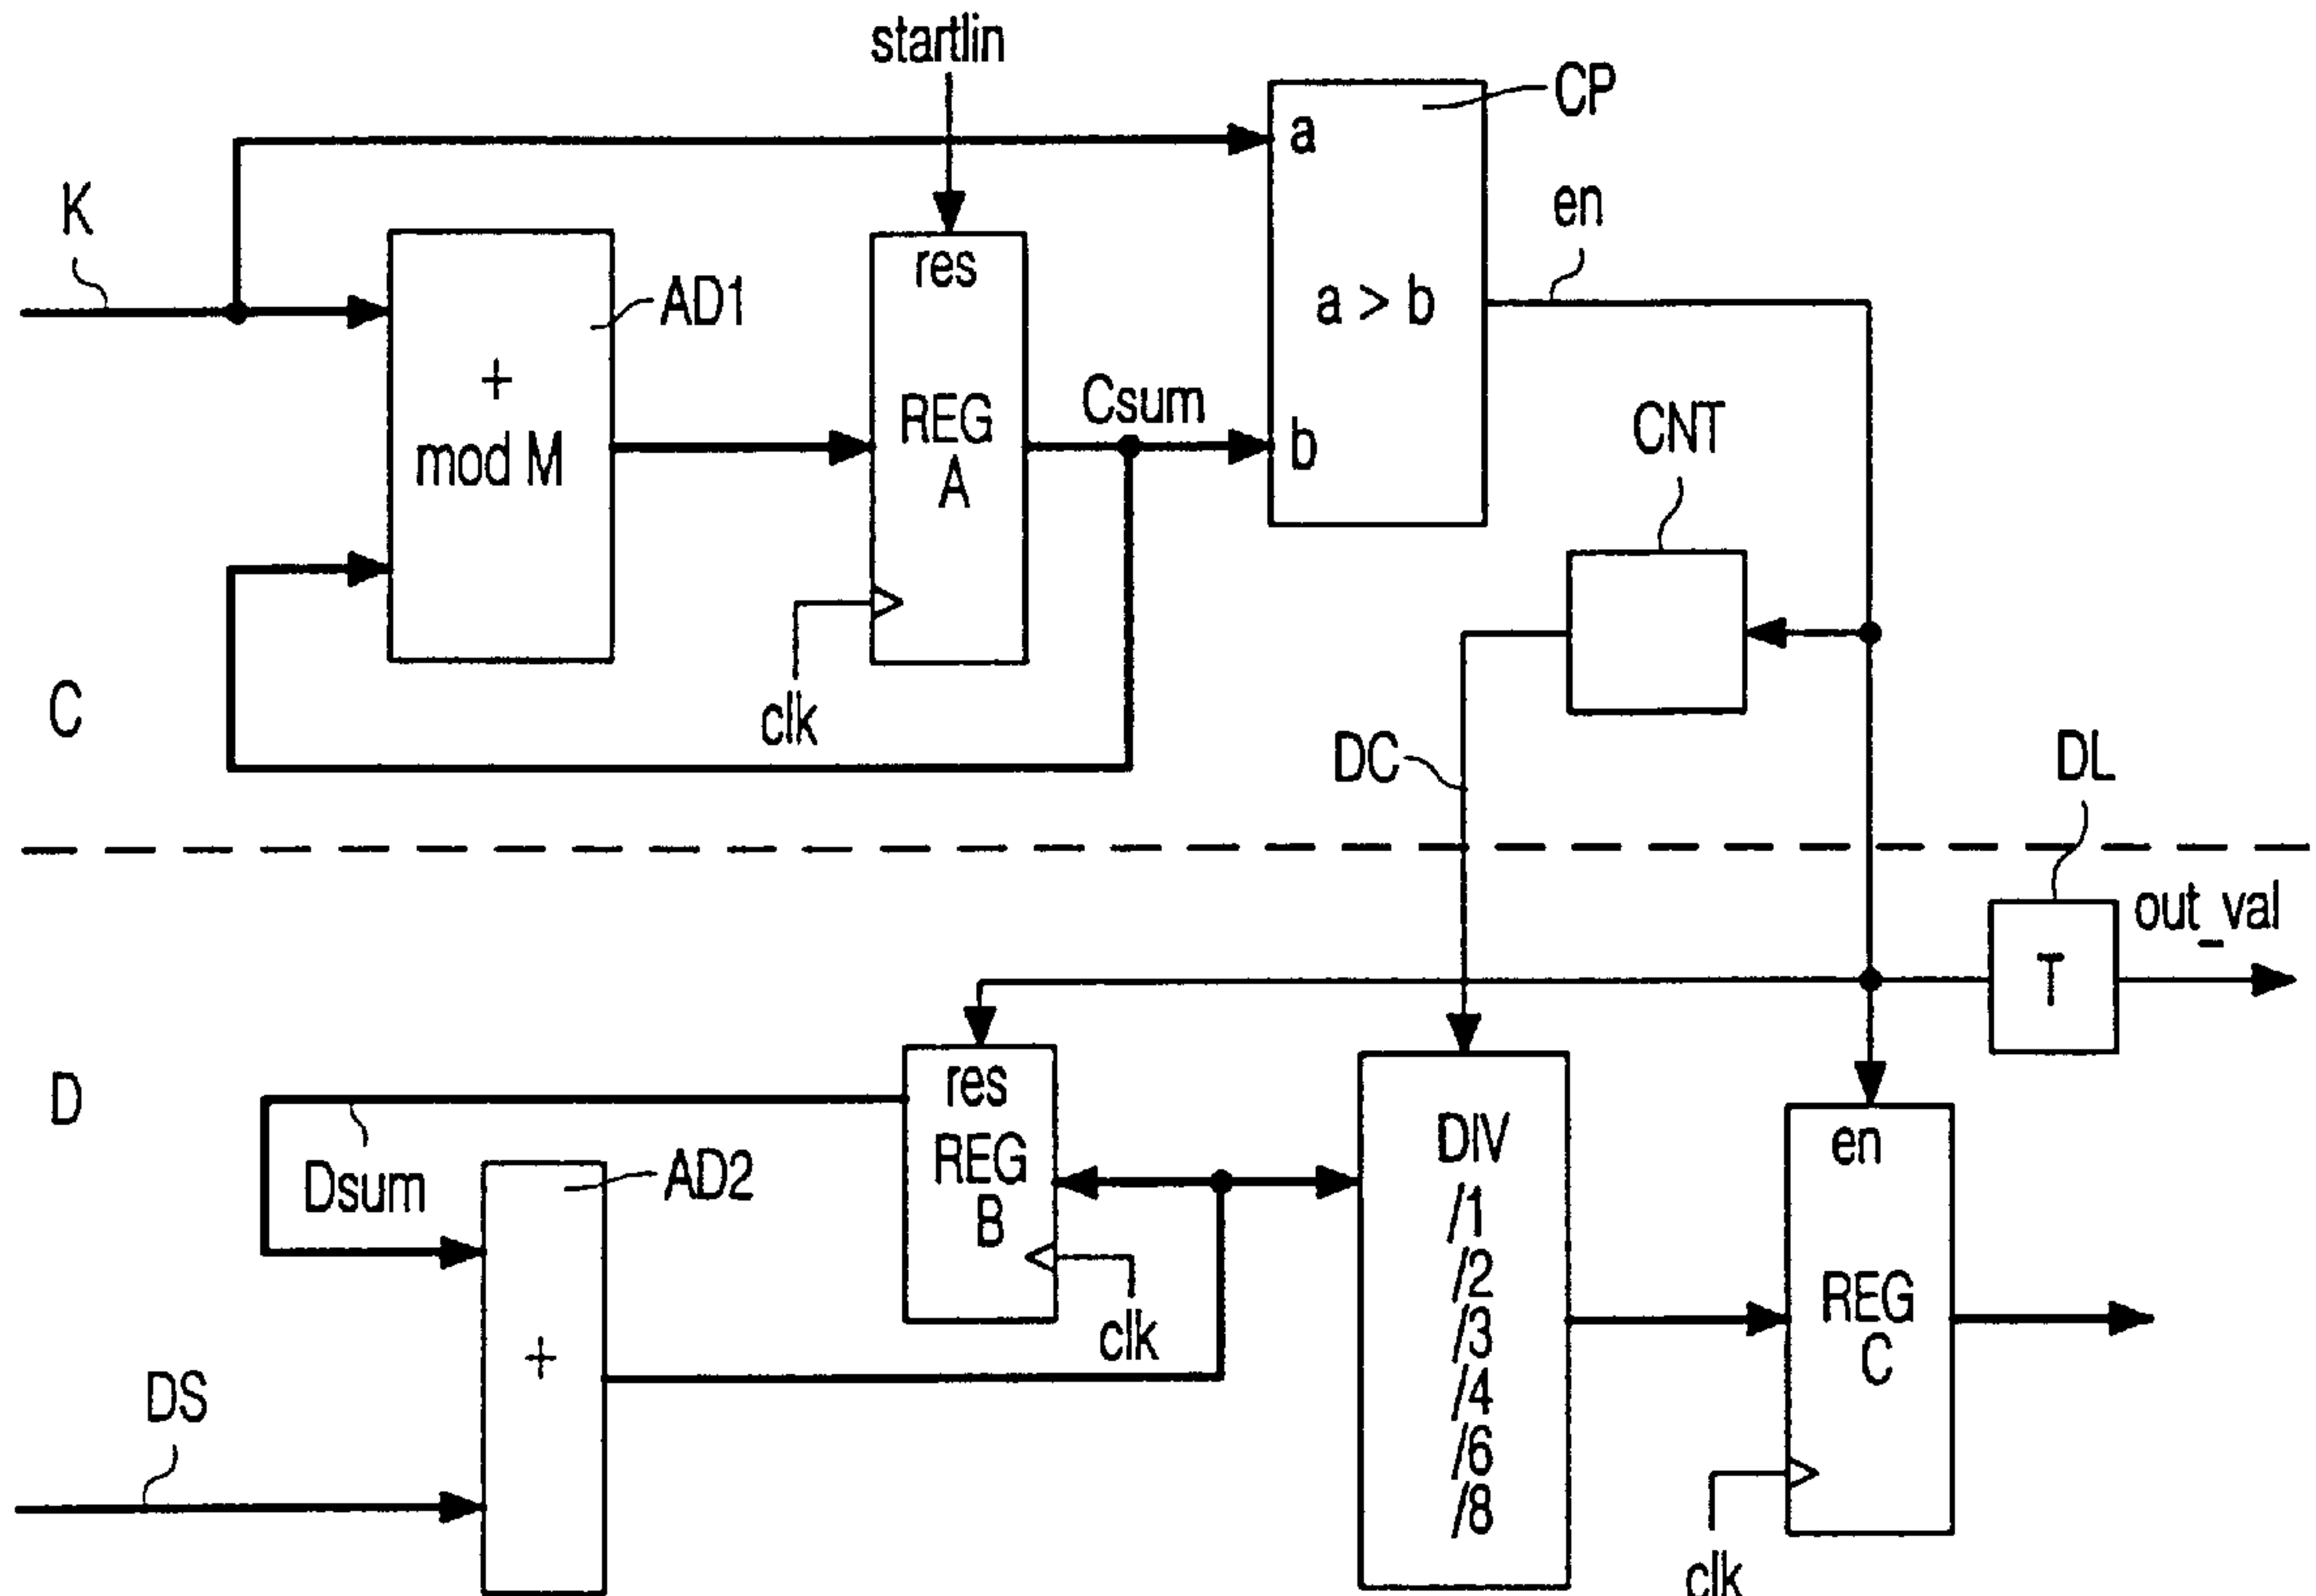 startlin
CP
a
K
en
res
AD1
a > b
+
mod M
REG
A
Csum
b
CNT
clk
C
DC
DL
out_val
T
D
res
REG
B
Dsum
AD2
clk
DIV
/1
/2
/3
/4
/6
/8
en
REG
C
+
DS
clk